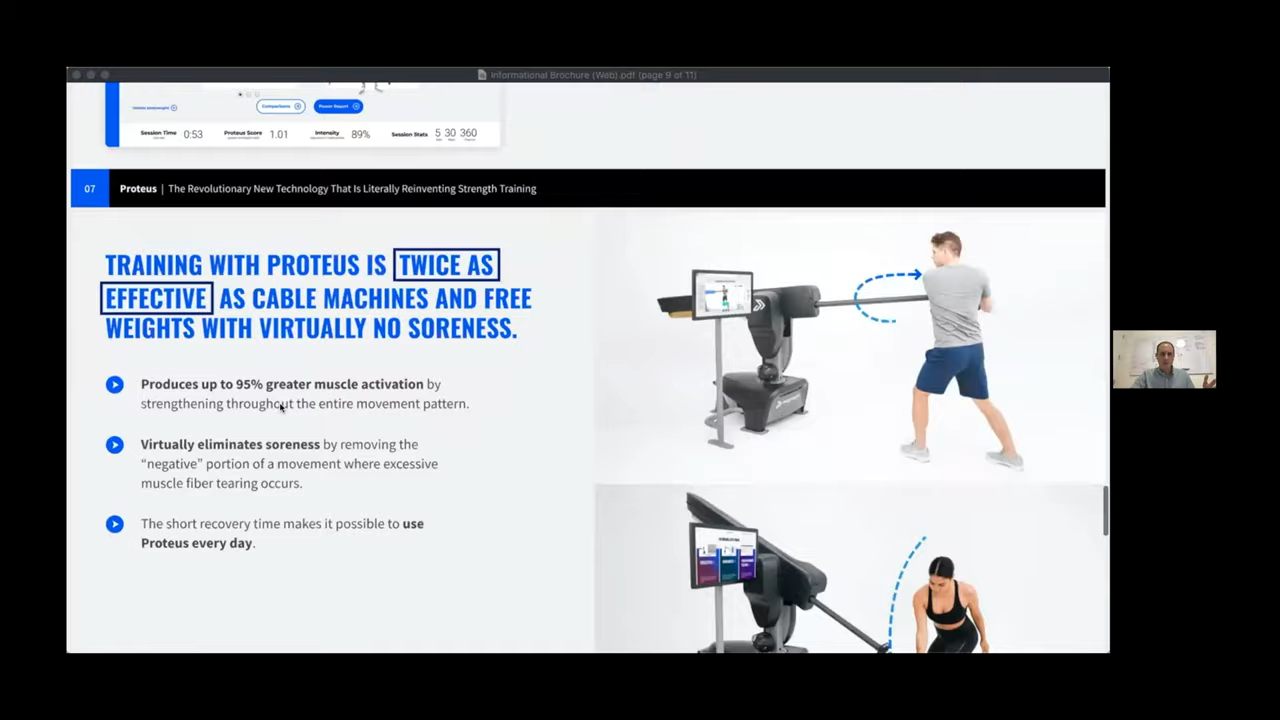 Informational Brochure (Web).pdf (page 9 of 11)
Comparisons
Power Report
Session Time 0:53 Proteus Score 1.01 Intensity 89% Session Stats 5 30 360
07 Proteus | The Revolutionary New Technology That Is Literally Reinventing Strength Training
TRAINING WITH PROTEUS IS TWICE AS
EFFECTIVE AS CABLE MACHINES AND FREE
WEIGHTS WITH VIRTUALLY NO SORENESS.
Produces up to 95% greater muscle activation by
strengthening throughout the entire movement pattern.
Virtually eliminates soreness by removing the
“negative” portion of a movement where excessive
muscle fiber tearing occurs.
The short recovery time makes it possible to use
Proteus every day.